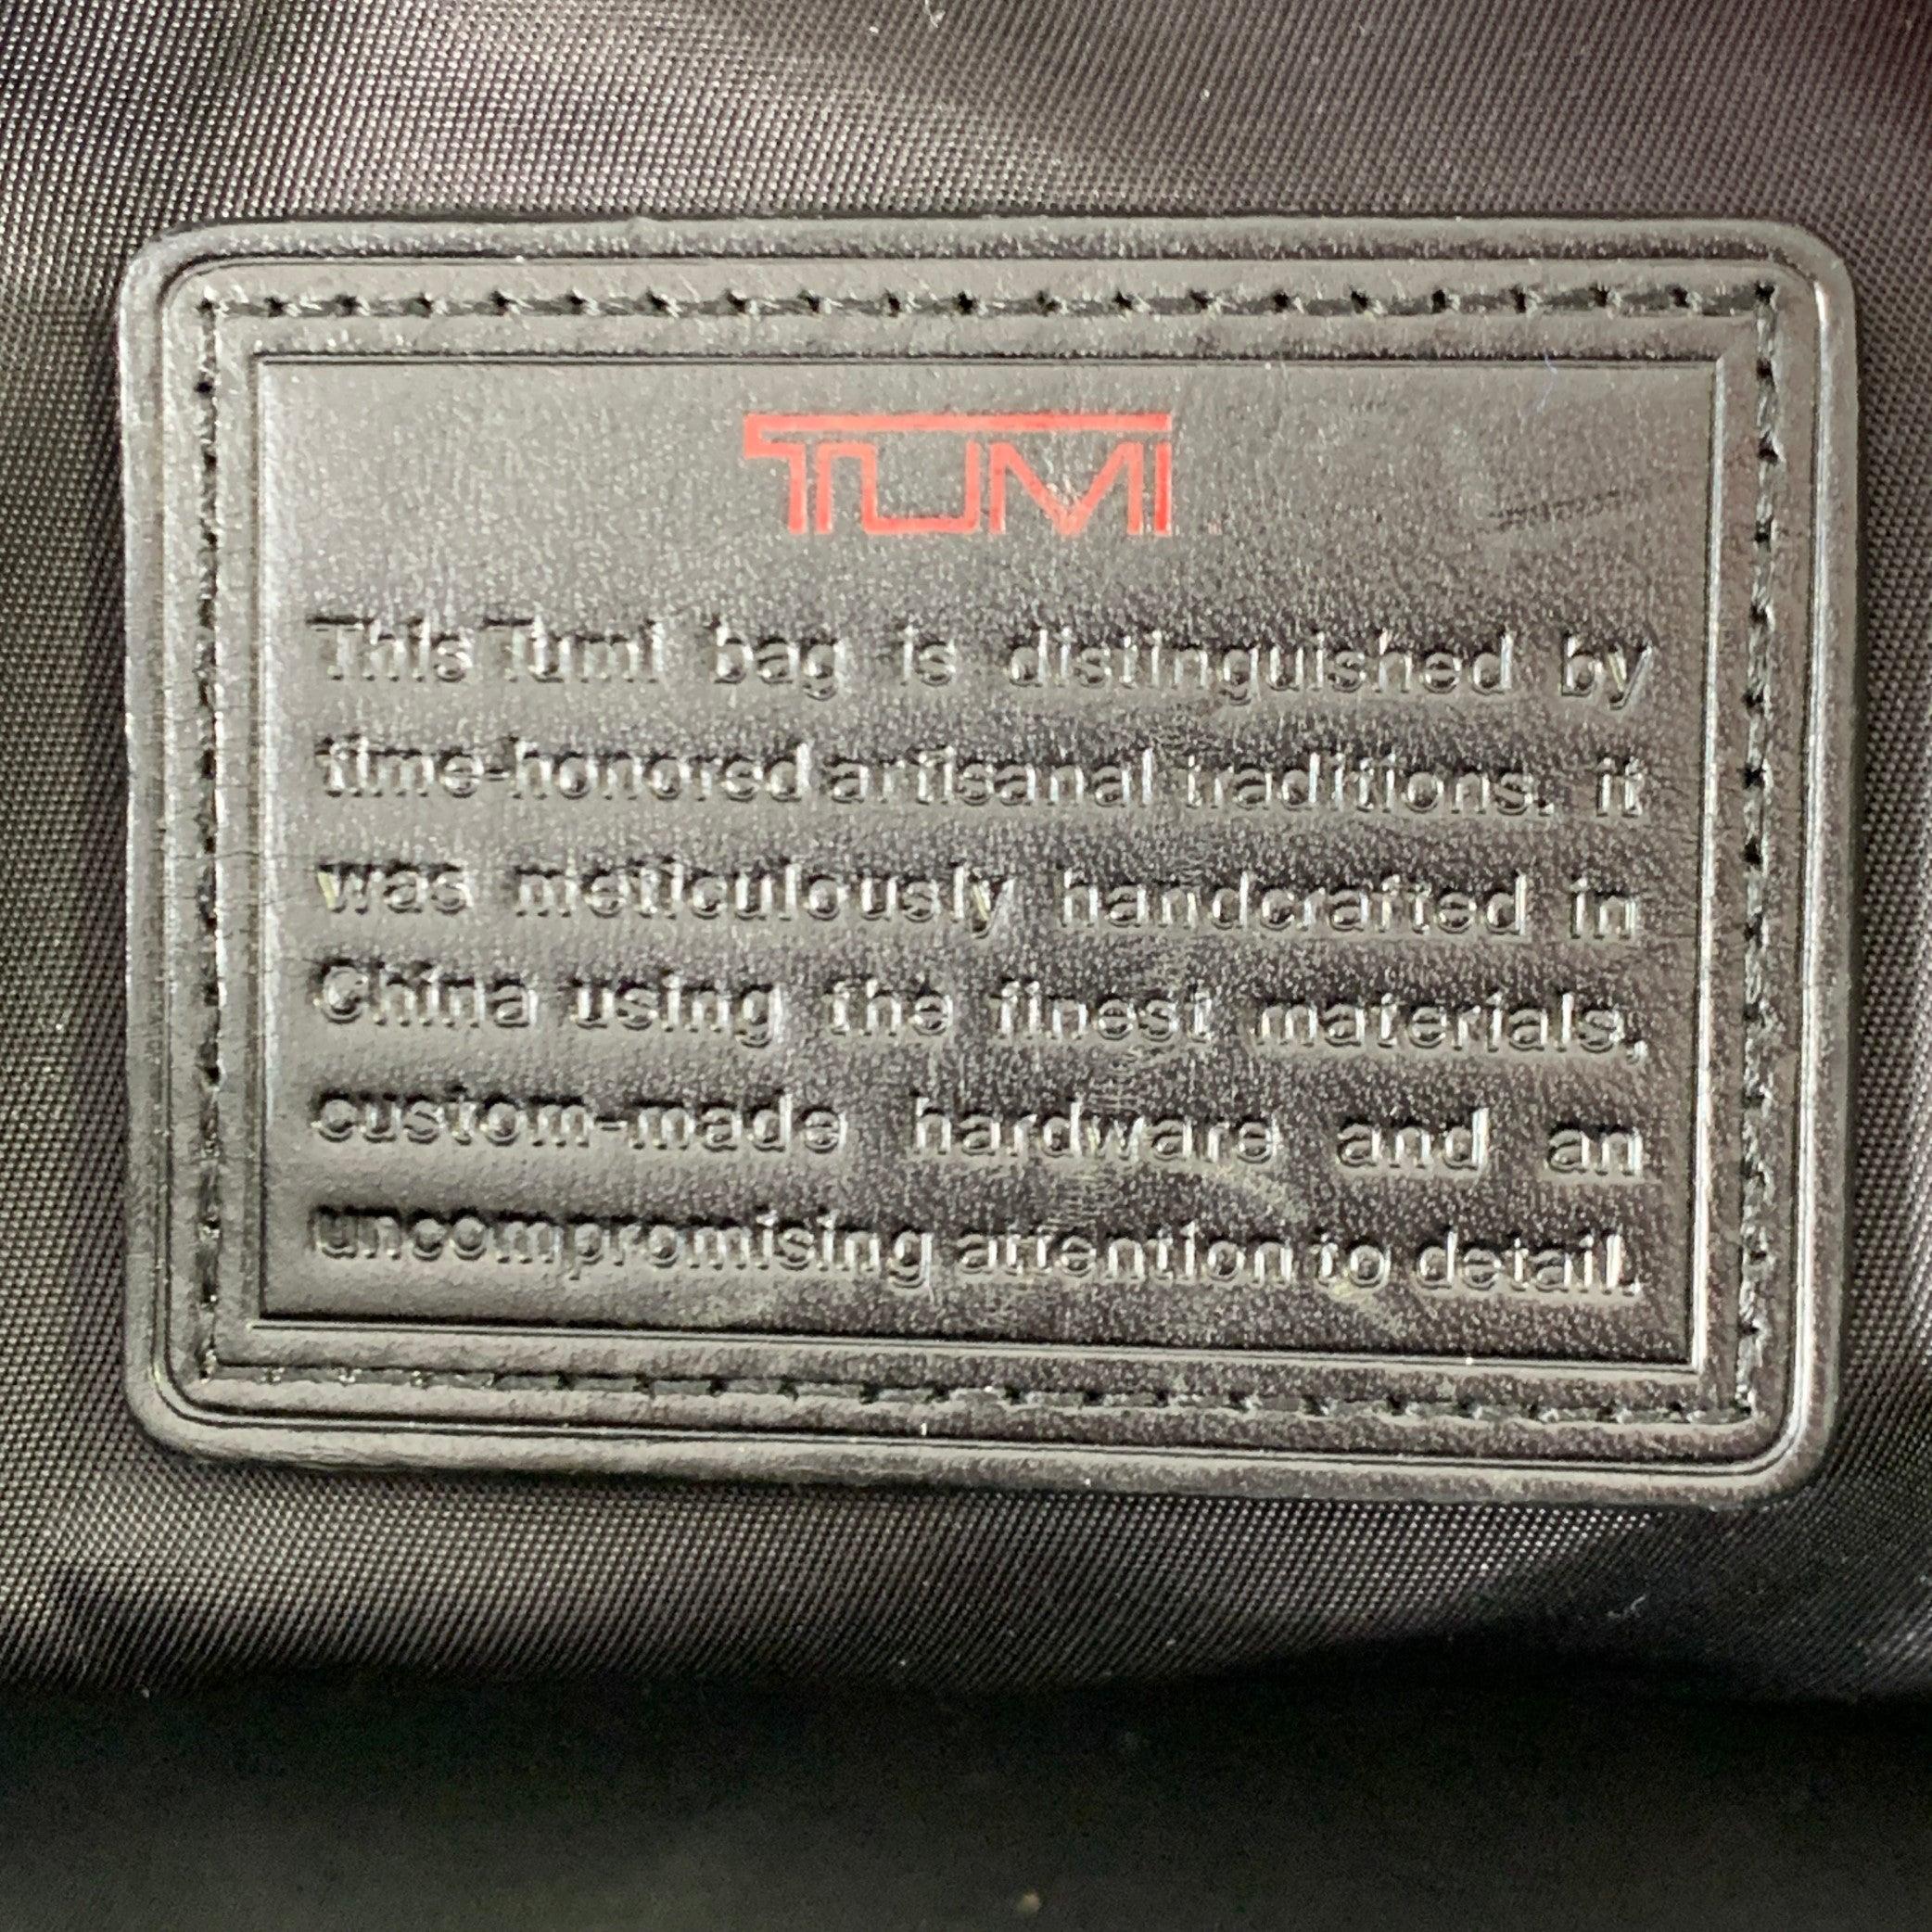 TUMI
This Tumi bag is distinguished by
time-honored artisanal traditions. it
was meticulously handcrafted in
China using the finest materials,
custom-made hardware and an
uncompromising attention to detail.